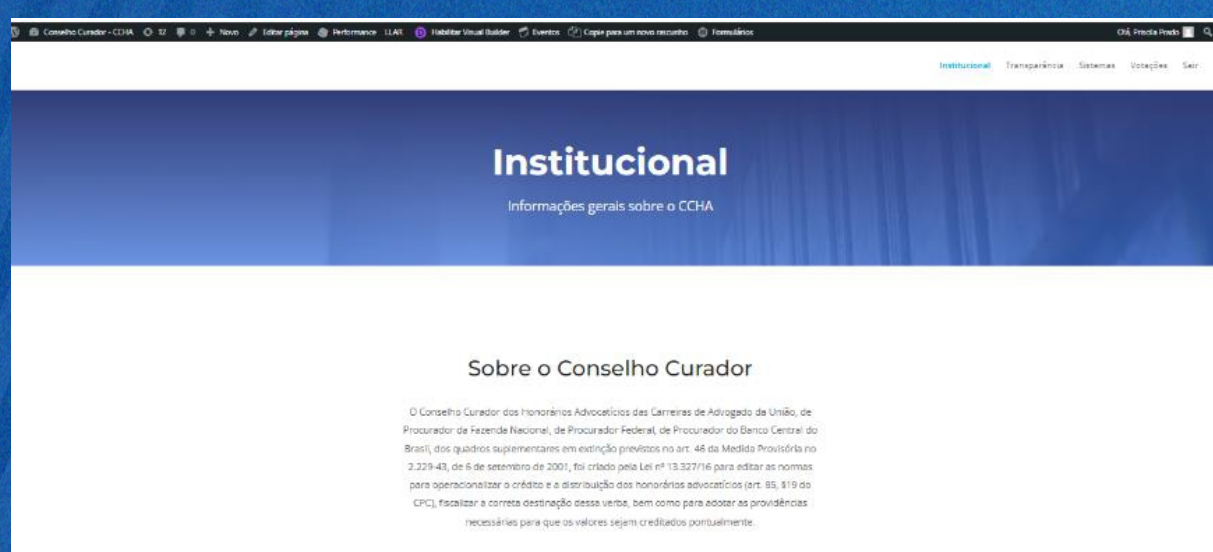 Conselho Curador - CCHA 12 0 + Novo Editar página Performance LLAR Habilitar Visual Builder Eventos Copie para um novo rascunho Formulários Olá, Priscila Prado
Institucional Transparência Sistemas Votações Sair
Institucional
Informações gerais sobre o CCHA
Sobre o Conselho Curador
O Conselho Curador dos Honorários Advocatícios das Carreiras de Advogado da União, de
Procurador da Fazenda Nacional, de Procurador Federal, de Procurador do Banco Central do
Brasil, dos quadros suplementares em extinção previstos no art. 46 da Medida Provisória no
2.229-43, de 6 de setembro de 2001, foi criado pela Lei nº 13.327/16 para editar as normas
para operacionalizar o crédito e a distribuição dos honorários advocatícios (art. 85, §19 do
CPC), fiscalizar a correta destinação dessa verba, bem como para adotar as providências
necessárias para que os valores sejam creditados pontualmente.